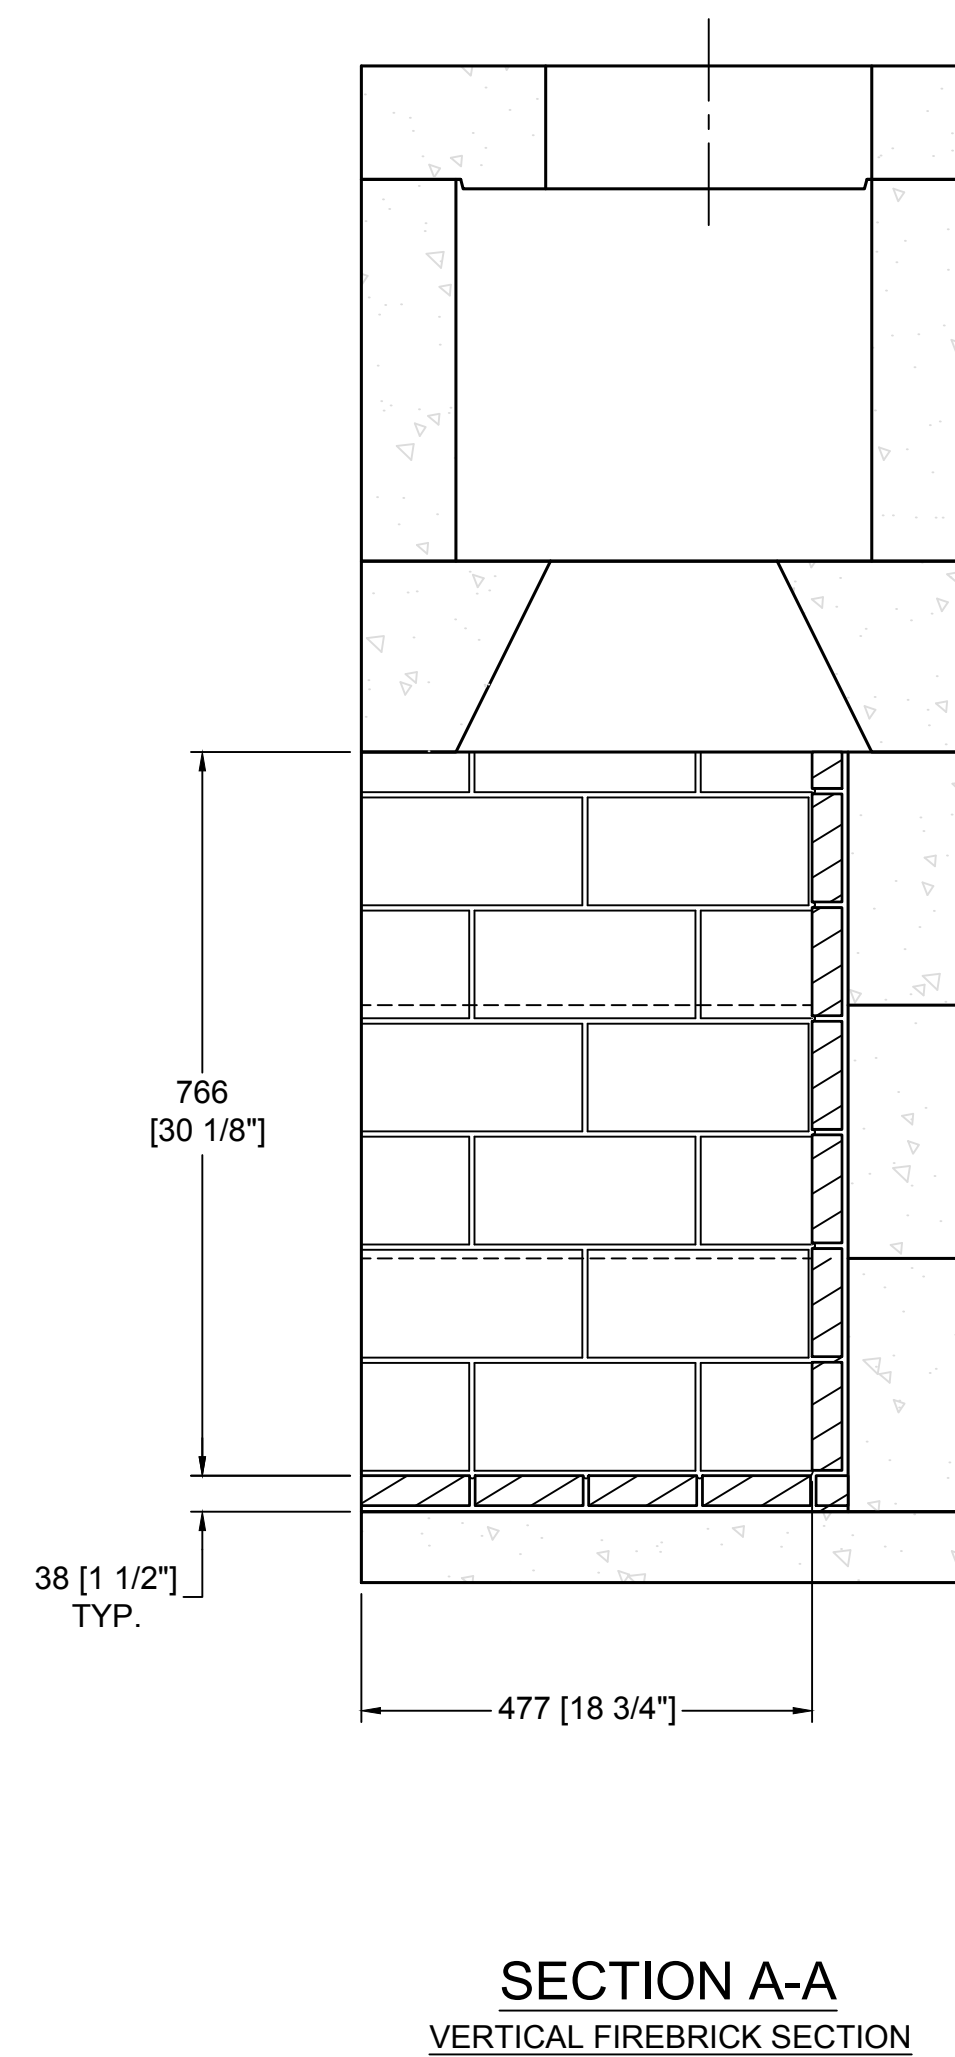 766
[30 1/8"]
38 [1 1/2"]
TYP.
477 [18 3/4"]
SECTION A-A
VERTICAL FIREBRICK SECTION